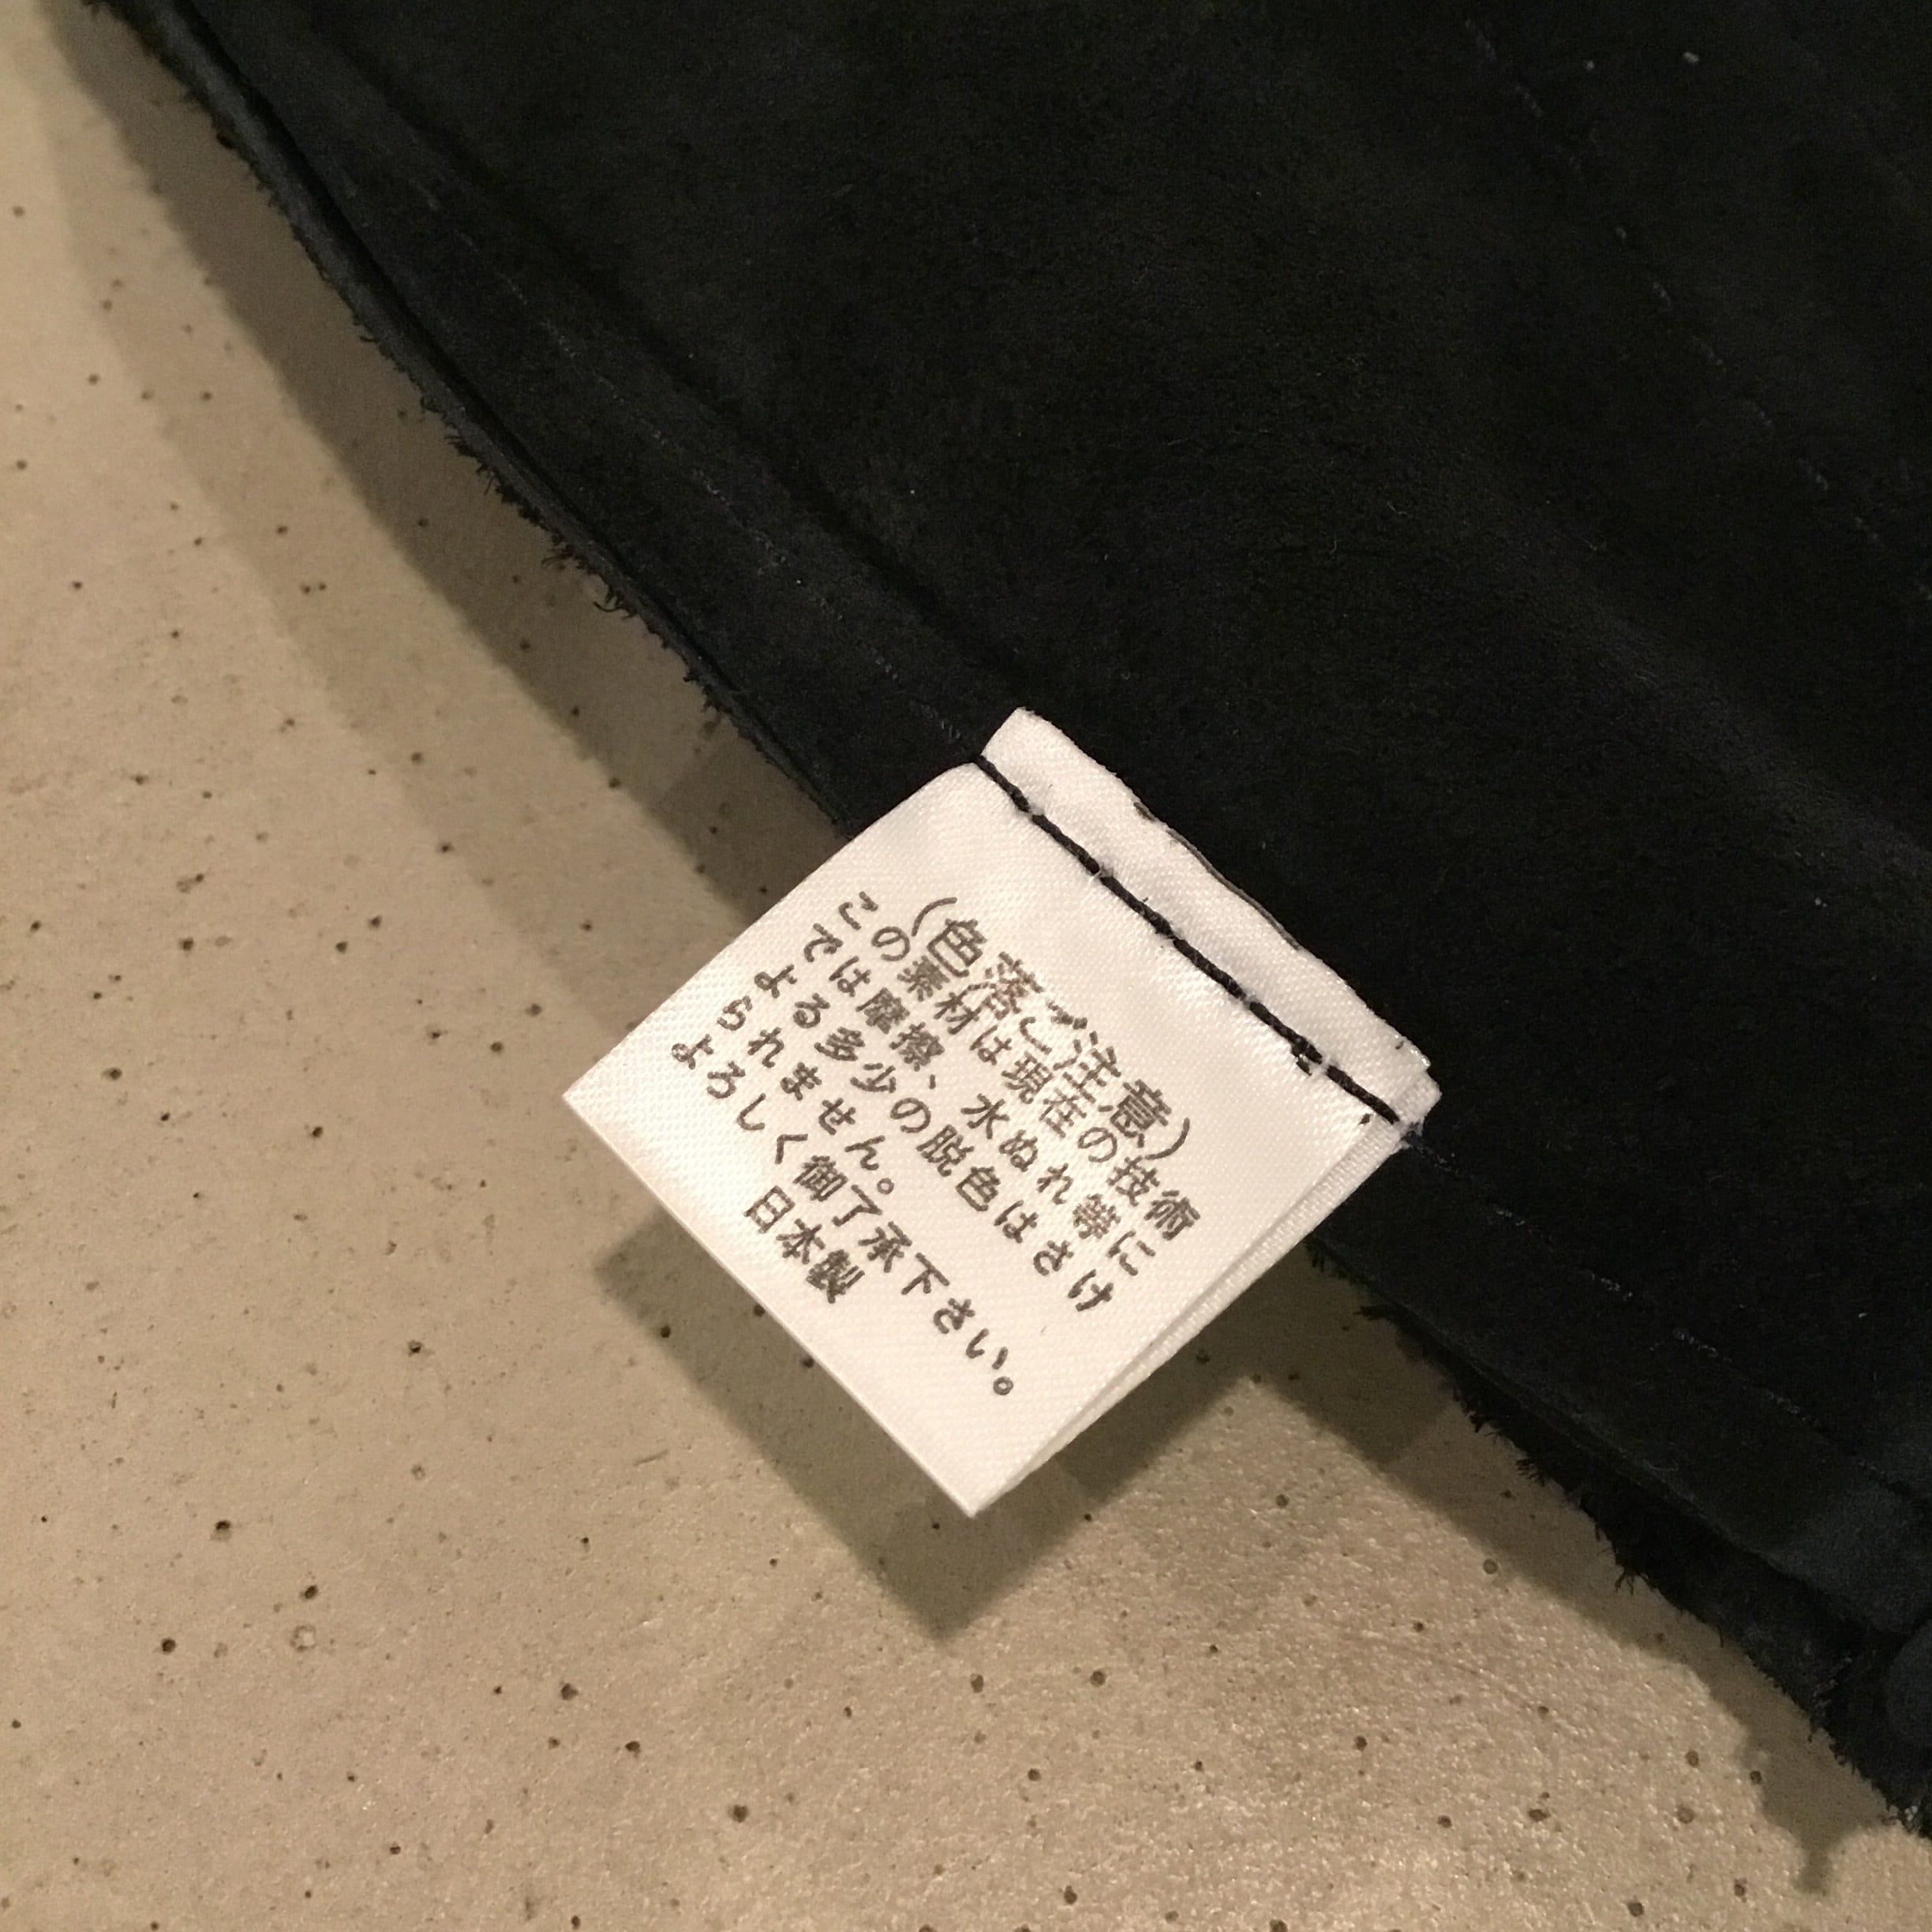 (色落ご注意)
この素材は現在の技術
では摩擦、水ぬれ等に
よる多少の脱色はさけ
られません。
よろしく御了承下さい。
日本製